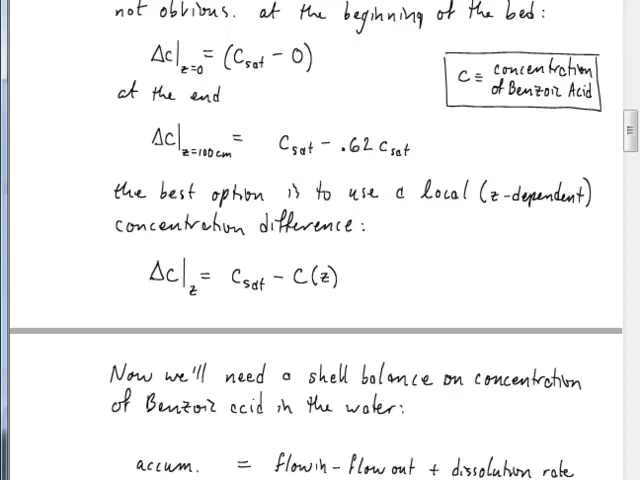 not obvious. at the beginning of the bed:
Δc|z=0 = (Csat - 0)
C ≡ concentration
of Benzoic Acid
at the end
Δc|z=100cm = Csat - .62 Csat
the best option is to use a local (z-dependent)
concentration difference:
Δc|z = Csat - C(z)
Now we'll need a shell balance on concentration
of Benzoic acid in the water:
accum. = flow in - flow out + dissolution rate